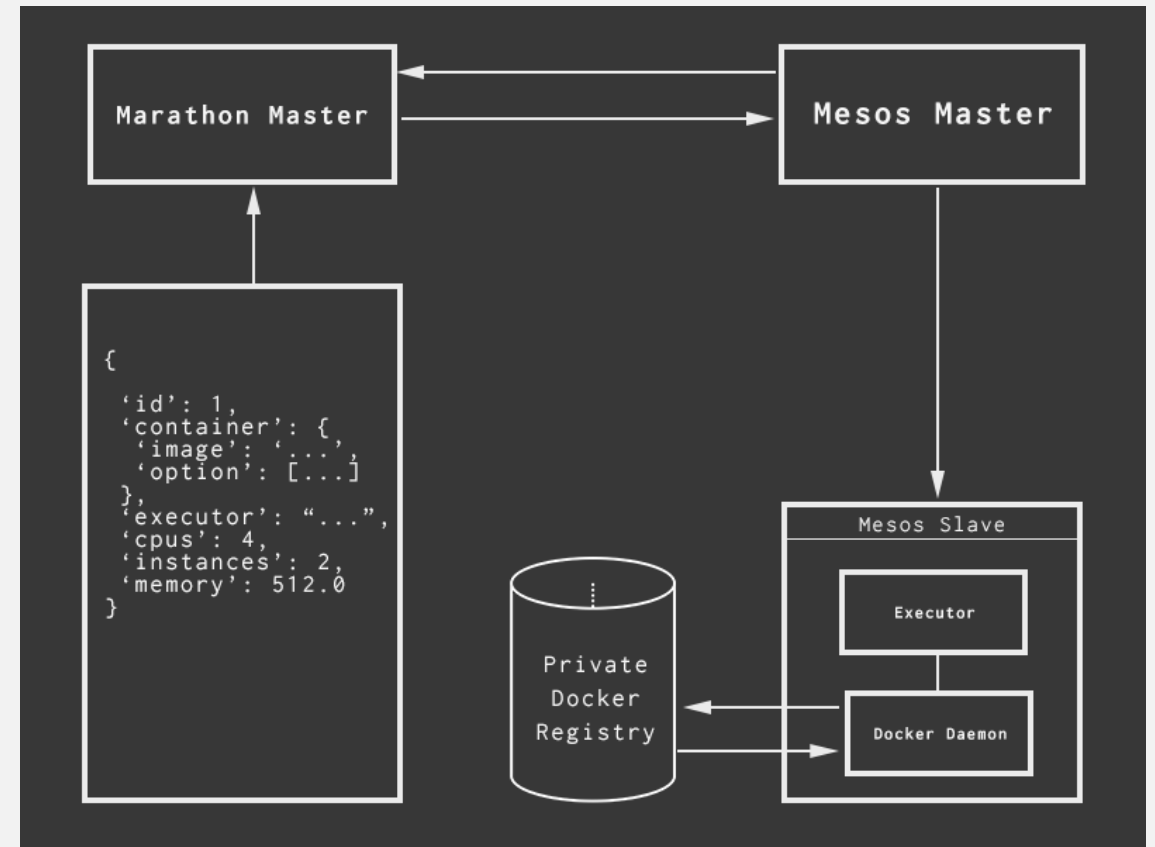 Marathon Master
Mesos Master
{
‘id’: 1,
‘container’: {
‘image’: ‘...’,
‘option’: [...]
},
‘executor’: “...”,
‘cpus’: 4,
‘instances’: 2,
‘memory’: 512.0
}
Mesos Slave
Executor
Docker Daemon
Private
Docker
Registry